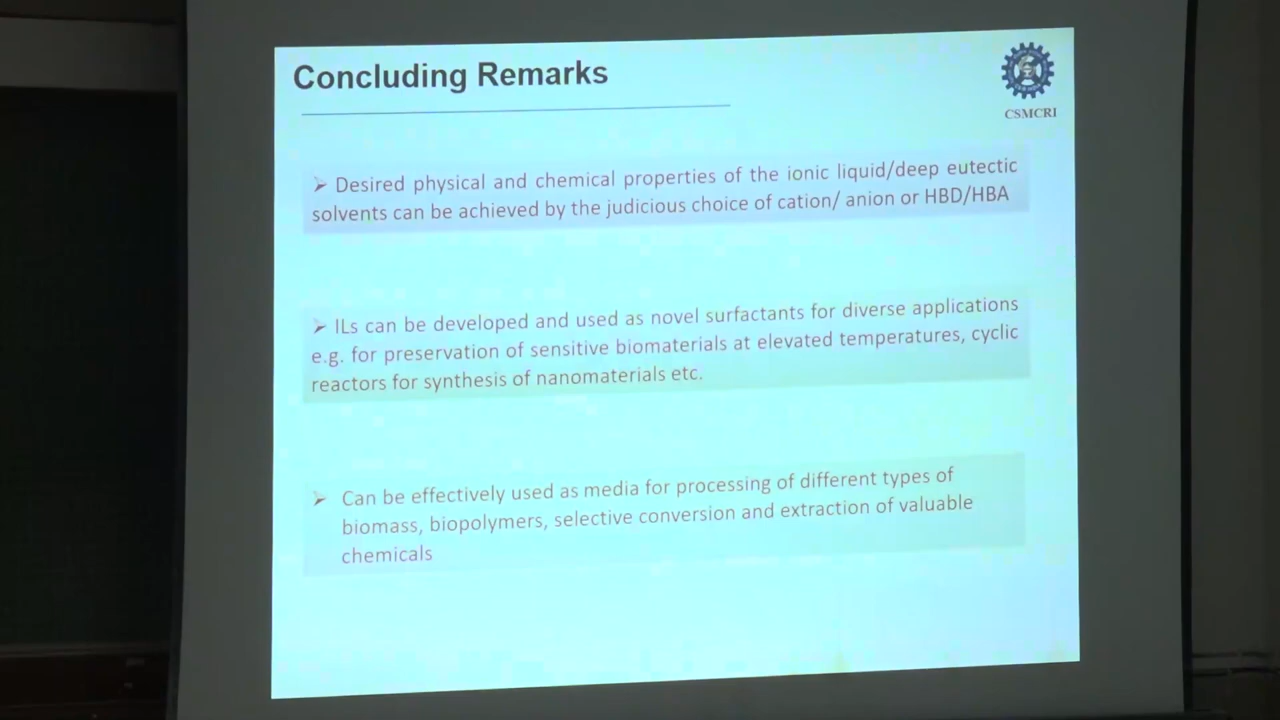 Concluding Remarks
CSMCRI
➢ Desired physical and chemical properties of the ionic liquid/deep eutectic
solvents can be achieved by the judicious choice of cation/ anion or HBD/HBA
➢ ILs can be developed and used as novel surfactants for diverse applications
e.g. for preservation of sensitive biomaterials at elevated temperatures, cyclic
reactors for synthesis of nanomaterials etc.
➢ Can be effectively used as media for processing of different types of
biomass, biopolymers, selective conversion and extraction of valuable
chemicals